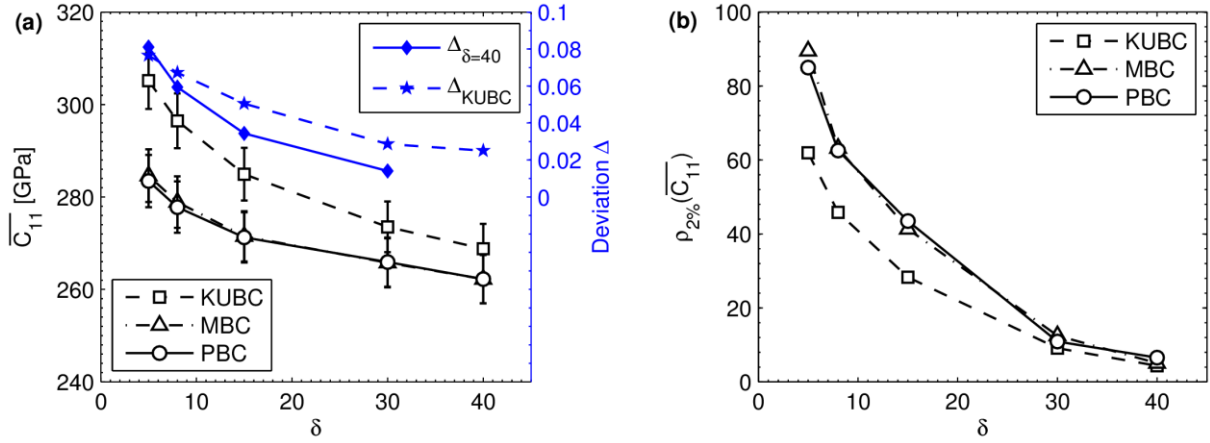 (a)
320
300
280
260
240
C̅₁₁ [GPa]
0 10 20 30 40
δ
0.1
0.08
0.06
0.04
0.02
0
Deviation Δ
Δδ=40
ΔKUBC
KUBC
MBC
PBC
(b)
100
80
60
40
20
0
ρ2%(C̅₁₁)
0 10 20 30 40
δ
KUBC
MBC
PBC